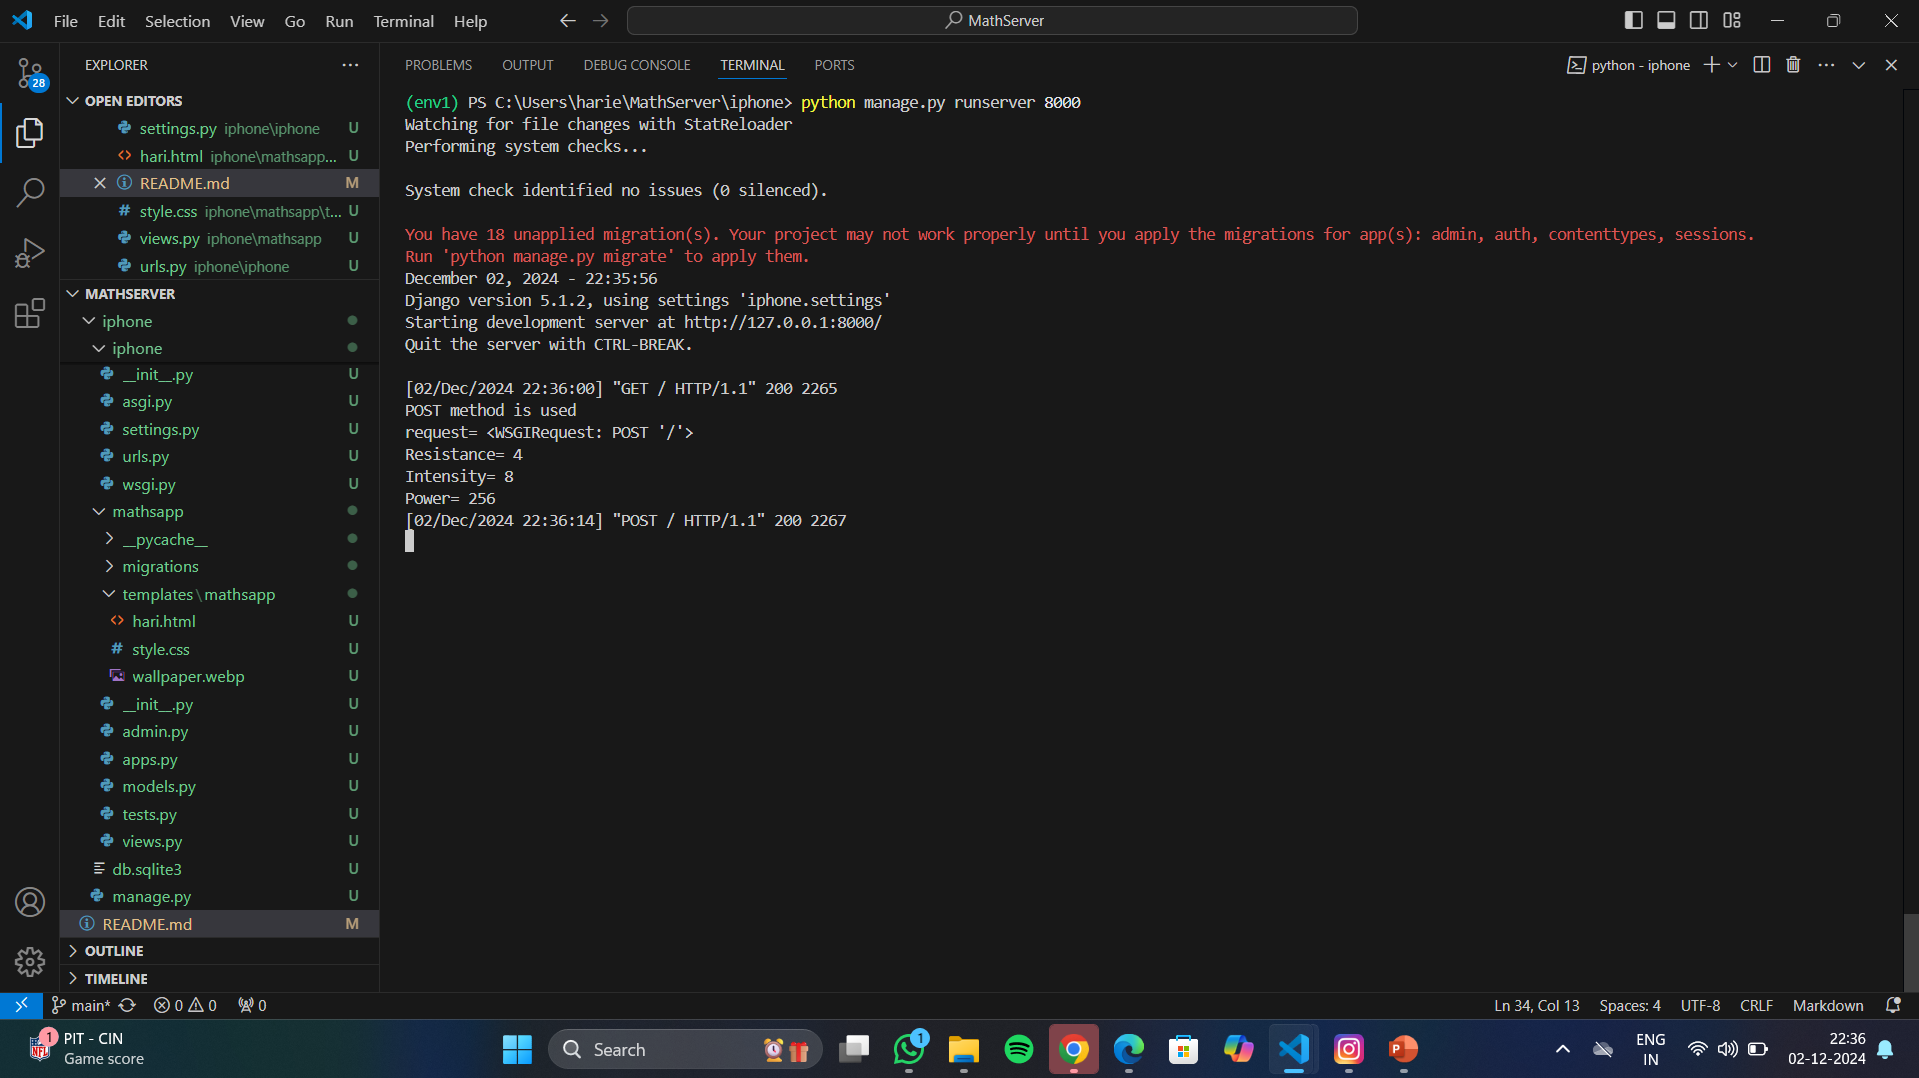 File Edit Selection View Go Run Terminal Help
MathServer
28
EXPLORER
OPEN EDITORS
settings.py iphone\iphone U
hari.html iphone\mathsapp... U
README.md M
style.css iphone\mathsapp\t... U
views.py iphone\mathsapp U
urls.py iphone\iphone U
MATHSERVER
iphone
iphone
__init__.py U
asgi.py U
settings.py U
urls.py U
wsgi.py U
mathsapp
__pycache__
migrations
templates\mathsapp
hari.html U
style.css U
wallpaper.webp U
__init__.py U
admin.py U
apps.py U
models.py U
tests.py U
views.py U
db.sqlite3 U
manage.py U
README.md M
OUTLINE
TIMELINE
PROBLEMS OUTPUT DEBUG CONSOLE TERMINAL PORTS
python - iphone
(env1) PS C:\Users\harie\MathServer\iphone> python manage.py runserver 8000
Watching for file changes with StatReloader
Performing system checks...
System check identified no issues (0 silenced).
You have 18 unapplied migration(s). Your project may not work properly until you apply the migrations for app(s): admin, auth, contenttypes, sessions.
Run 'python manage.py migrate' to apply them.
December 02, 2024 - 22:35:56
Django version 5.1.2, using settings 'iphone.settings'
Starting development server at http://127.0.0.1:8000/
Quit the server with CTRL-BREAK.
[02/Dec/2024 22:36:00] "GET / HTTP/1.1" 200 2265
POST method is used
request= <WSGIRequest: POST '/'>
Resistance= 4
Intensity= 8
Power= 256
[02/Dec/2024 22:36:14] "POST / HTTP/1.1" 200 2267
main* 0 0 0
Ln 34, Col 13 Spaces: 4 UTF-8 CRLF Markdown
1
NFL
PIT - CIN
Game score
Search
1
P
ENG
IN
22:36
02-12-2024